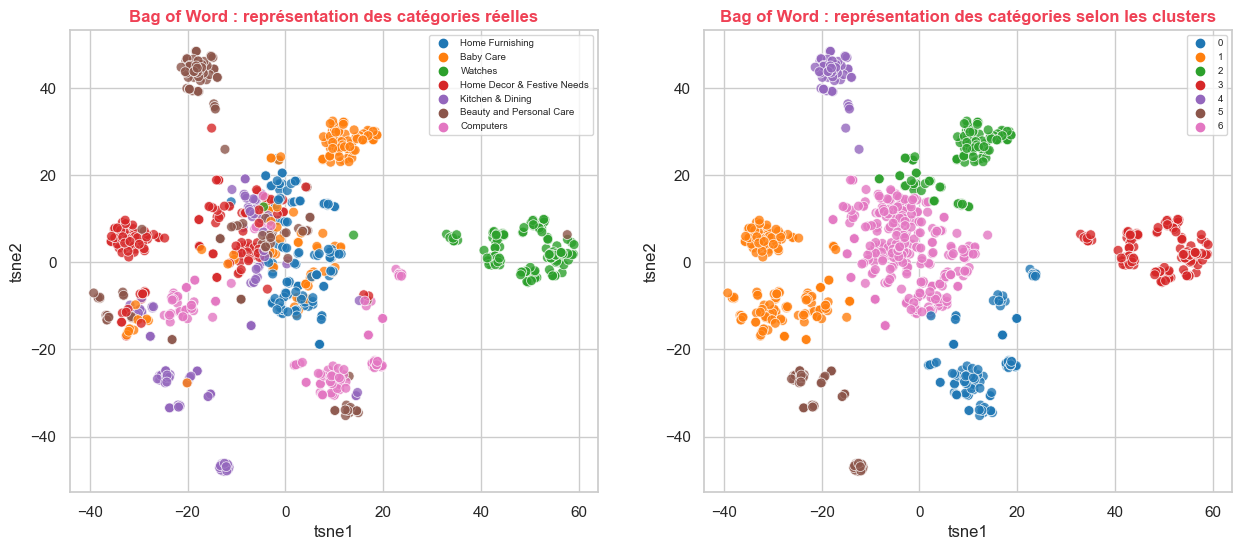 Bag of Word : représentation des catégories réelles
Home Furnishing
Baby Care
Watches
Home Decor & Festive Needs
Kitchen & Dining
Beauty and Personal Care
Computers
40
20
0
−20
−40
tsne2
−40 −20 0 20 40 60
tsne1
Bag of Word : représentation des catégories selon les clusters
0
1
2
3
4
5
6
40
20
0
−20
−40
tsne2
−40 −20 0 20 40 60
tsne1